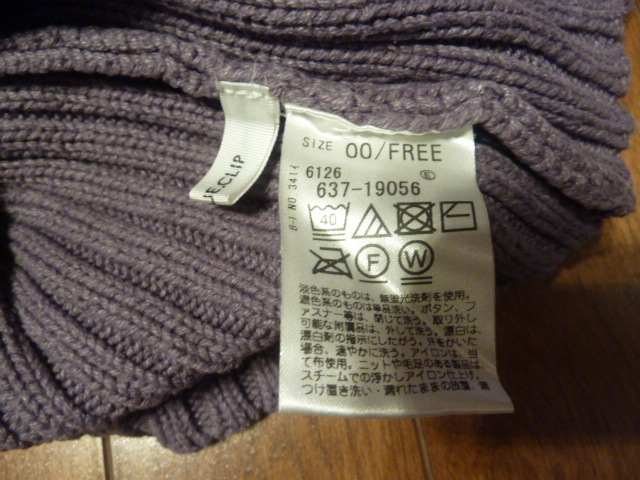 SIZE 00/FREE
6126 Ⓔ
637-19056
B-1 NO.3411
E.CLIP
40
F W
淡色系のものは、無蛍光洗剤を使用。
濃色系のものは単品洗い。ボタン、フ
ァスナー等は、閉じて洗う。取り外し
可能な附属品は、外して洗う。漂白は、
漂白剤の指示にしたがう。汗をかいた
場合、速やかに洗う。アイロンは、当
て布使用。ニットや毛足のある製品は、
スチームでの浮かしアイロン仕上げ。
つけ置き洗い・濡れたままの放置、